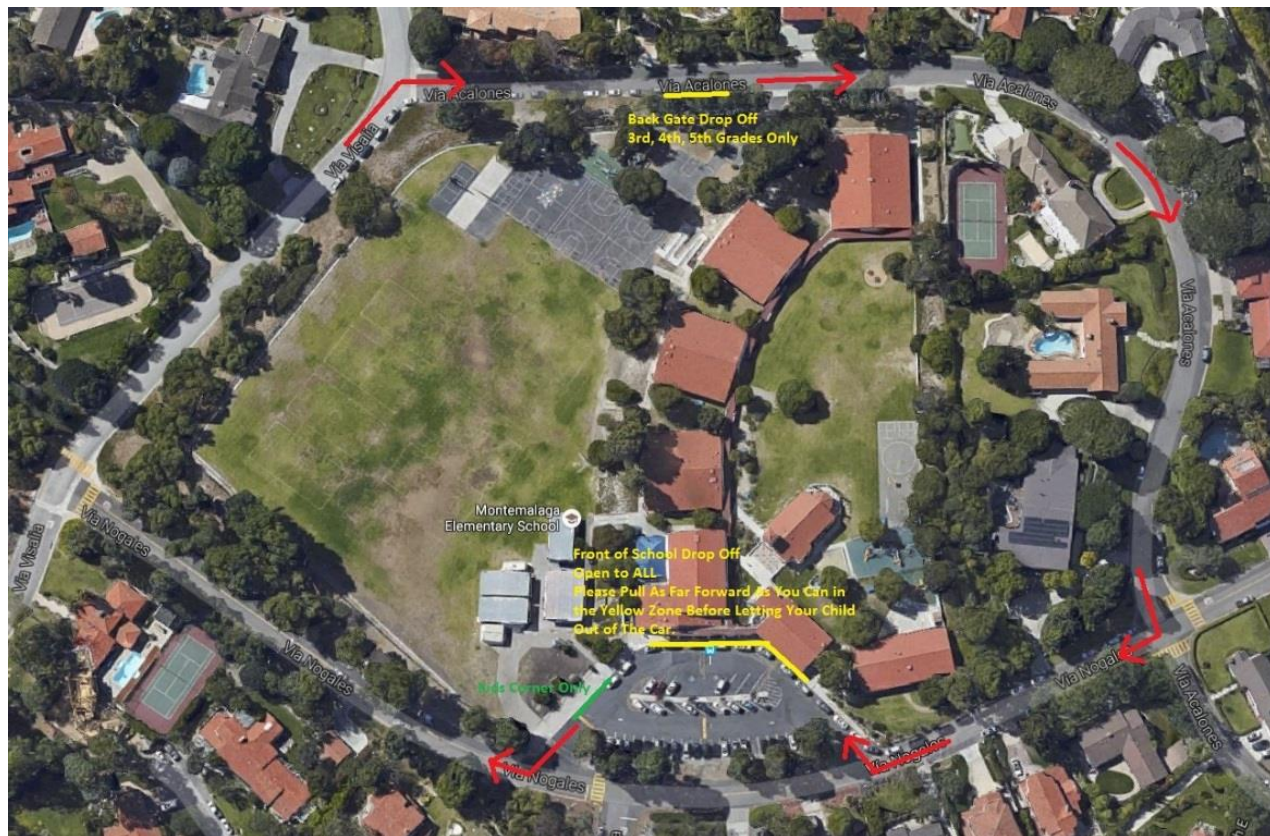 Via Acalones
Via Acalones
Via Acalones
Via Visalia
Back Gate Drop Off
3rd, 4th, 5th Grades Only
Via Acalones
Montemalaga
Elementary School
Via Nogales
Via Visalia
Front of School Drop Off
Open to ALL
Please Pull As Far Forward As You Can in
the Yellow Zone Before Letting Your Child
Out of The Car.
Via Nogales
Via Nogales
Kids Corner Only
Via Acalones
Via Nogales
Via Nogales
E